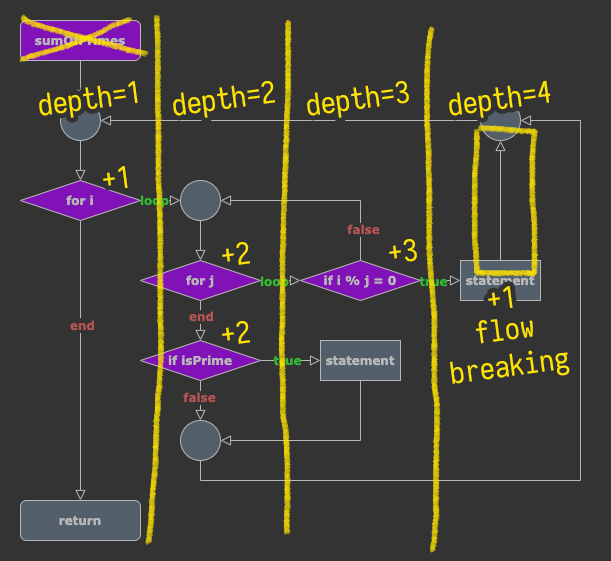 sumOfPrimes
depth=1 depth=2 depth=3 depth=4
+1
for i loop
false
+2 +3
for j loop if i % j = 0 true statement
end
+1
flow
breaking
end
+2
if isPrime true statement
false
return